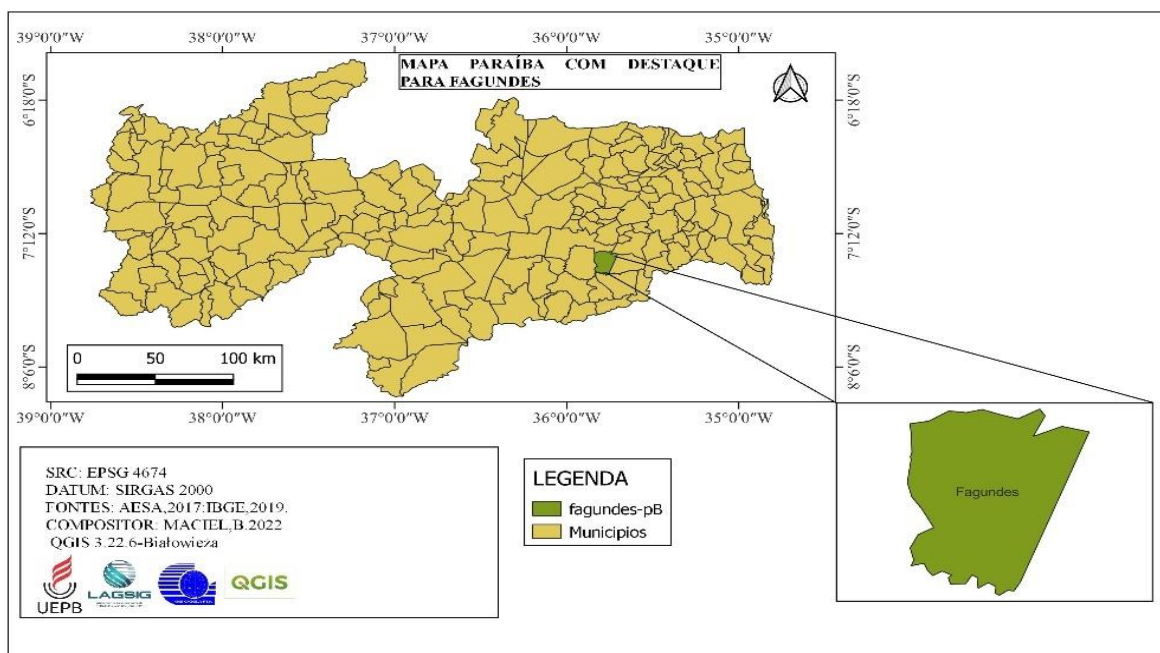 39°0'0"W 38°0'0"W 37°0'0"W 36°0'0"W 35°0'0"W
MAPA PARAÍBA COM DESTAQUE
PARA FAGUNDES
6°18'0"S 6°18'0"S
7°12'0"S 7°12'0"S
8°6'0"S 8°6'0"S
0 50 100 km
39°0'0"W 38°0'0"W 37°0'0"W 36°0'0"W 35°0'0"W
SRC: EPSG 4674
DATUM: SIRGAS 2000
FONTES: AESA,2017:IBGE,2019.
COMPOSITOR: MACIEL,B.2022
QGIS 3.22.6-Białowieza
UEPB
LAGSIG
QGIS
LEGENDA
fagundes-pB
Municipios
Fagundes